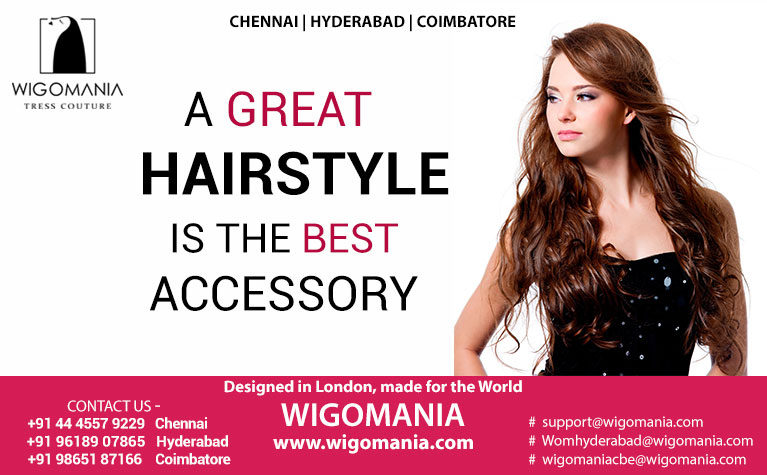 CHENNAI | HYDERABAD | COIMBATORE
WIGOMANIA
TRESS COUTURE
A GREAT
HAIRSTYLE
IS THE BEST
ACCESSORY
Designed in London, made for the World
CONTACT US -
+91 44 4557 9229 Chennai
+91 96189 07865 Hyderabad
+91 98651 87166 Coimbatore
WIGOMANIA
www.wigomania.com
# support@wigomania.com
# Womhyderabad@wigomania.com
# wigomaniacbe@wigomania.com